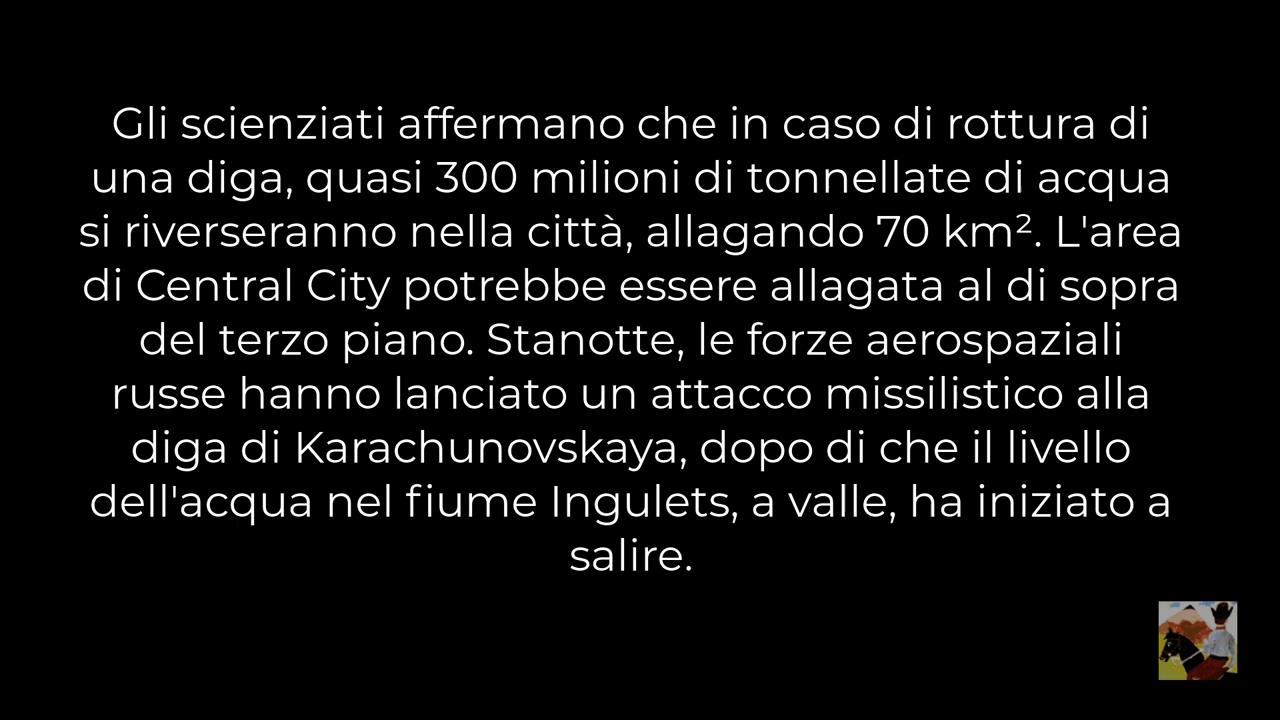 Gli scienziati affermano che in caso di rottura di
una diga, quasi 300 milioni di tonnellate di acqua
si riverseranno nella città, allagando 70 km². L'area
di Central City potrebbe essere allagata al di sopra
del terzo piano. Stanotte, le forze aerospaziali
russe hanno lanciato un attacco missilistico alla
diga di Karachunovskaya, dopo di che il livello
dell'acqua nel fiume Ingulets, a valle, ha iniziato a
salire.